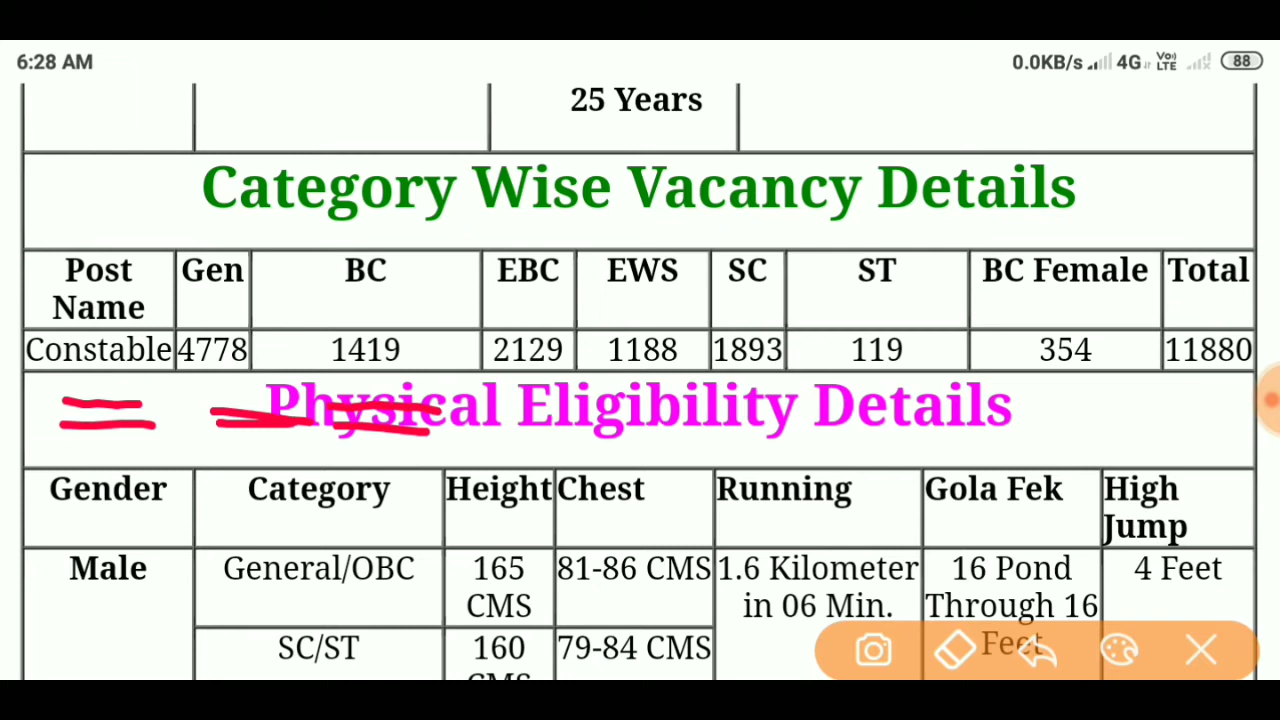 6:28 AM 0.0KB/s 4G Vo) LTE 88
25 Years
Category Wise Vacancy Details
Post Name Gen BC EBC EWS SC ST BC Female Total
Constable 4778 1419 2129 1188 1893 119 354 11880
Physical Eligibility Details
Gender Category Height Chest Running Gola Fek High Jump
Male General/OBC 165 CMS 81-86 CMS 1.6 Kilometer in 06 Min. 16 Pond Through 16 Feet 4 Feet
SC/ST 160 CMS 79-84 CMS